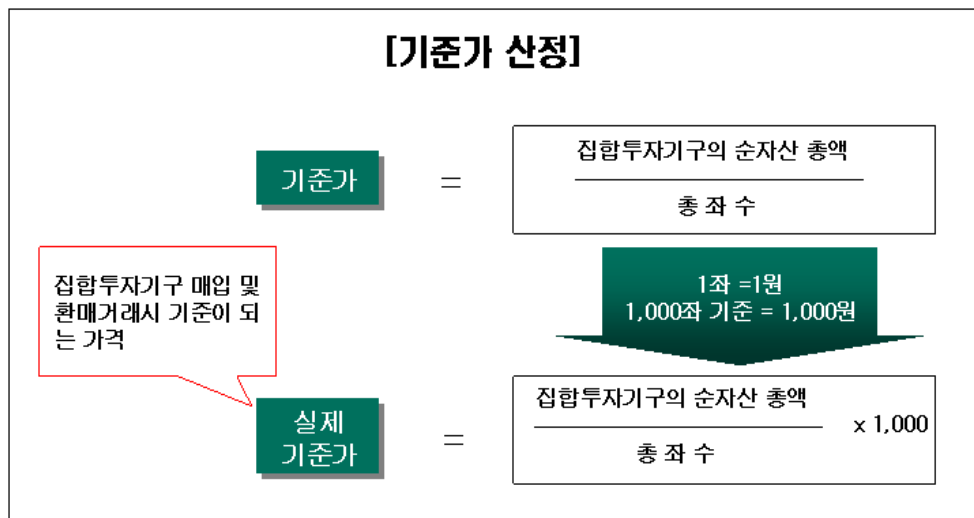 [기준가 산정]
기준가
=
집합투자기구의 순자산 총액
총 좌 수
집합투자기구 매입 및
환매거래시 기준이 되
는 가격
1좌 =1원
1,000좌 기준 = 1,000원
실제
기준가
=
집합투자기구의 순자산 총액
총 좌 수
x 1,000